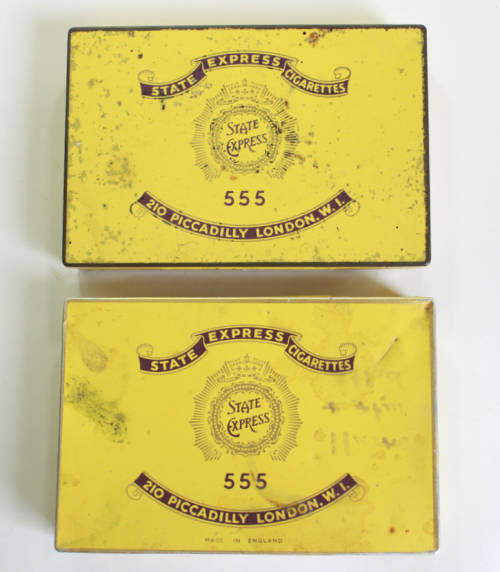 STATE EXPRESS CIGARETTES
STATE
EXPRESS
555
210 PICCADILLY LONDON. W. I.
STATE EXPRESS CIGARETTES
STATE
EXPRESS
555
210 PICCADILLY LONDON. W. I.
MADE IN ENGLAND